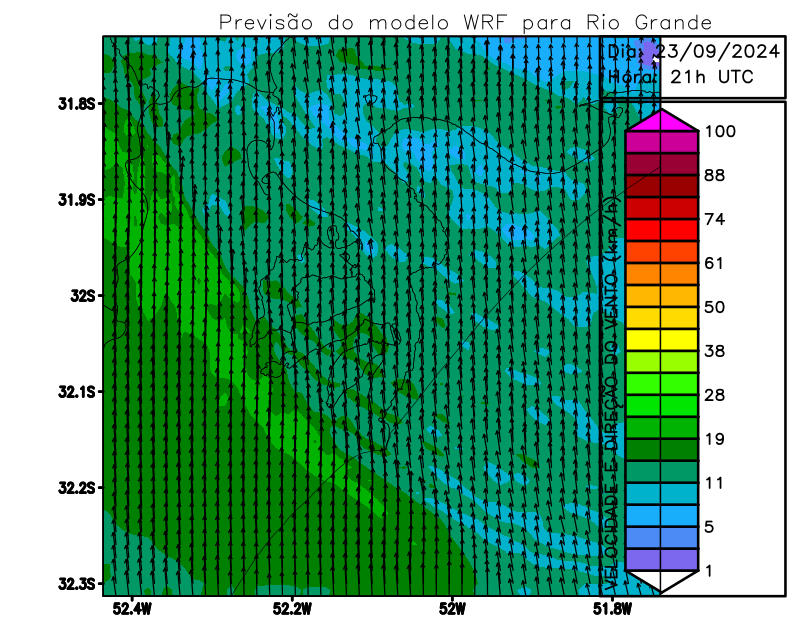 Previsão do modelo WRF para Rio Grande
Dia: 23/09/2024
Hora: 21h UTC
31.8S
31.9S
32S
32.1S
32.2S
32.3S
52.4W
52.2W
52W
51.8W
VELOCIDADE E DIREÇÃO DO VENTO (km/h)
100
88
74
61
50
38
28
19
11
5
1